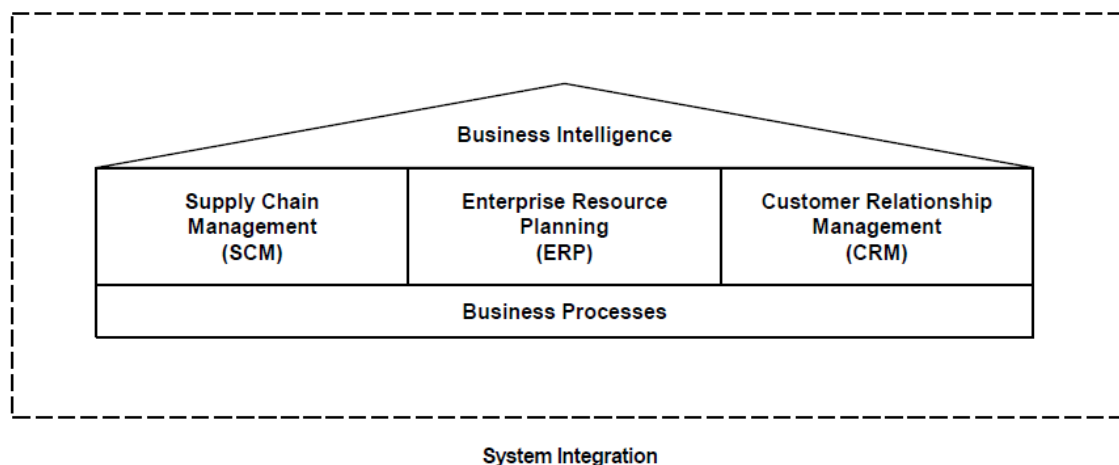 Business Intelligence
Supply Chain
Management
(SCM)
Enterprise Resource
Planning
(ERP)
Customer Relationship
Management
(CRM)
Business Processes
System Integration